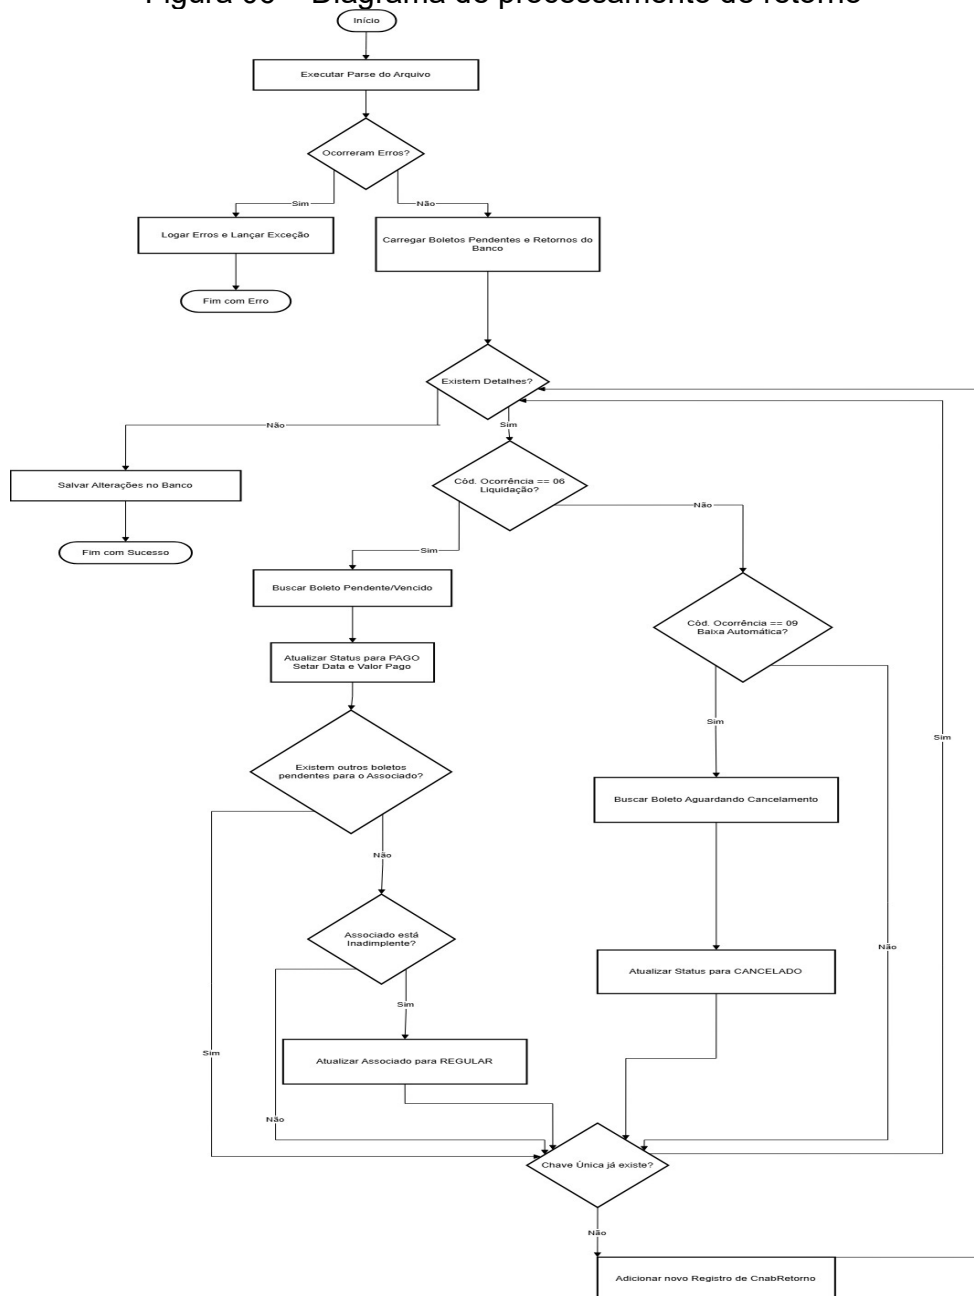 Figura 06 – Diagrama de processamento de retorno
Início
Executar Parse do Arquivo
Ocorreram Erros?
Sim
Não
Logar Erros e Lançar Exceção
Carregar Boletos Pendentes e Retornos do
Banco
Fim com Erro
Existem Detalhes?
Não
Sim
Salvar Alterações no Banco
Cód. Ocorrência == 06
Liquidação?
Não
Fim com Sucesso
Sim
Buscar Boleto Pendente/Vencido
Cód. Ocorrência == 09
Baixa Automática?
Atualizar Status para PAGO
Setar Data e Valor Pago
Sim
Sim
Existem outros boletos
pendentes para o Associado?
Buscar Boleto Aguardando Cancelamento
Não
Associado está
Inadimplente?
Não
Atualizar Status para CANCELADO
Sim
Sim
Atualizar Associado para REGULAR
Não
Chave Única já existe?
Não
Adicionar novo Registro de CnabRetorno